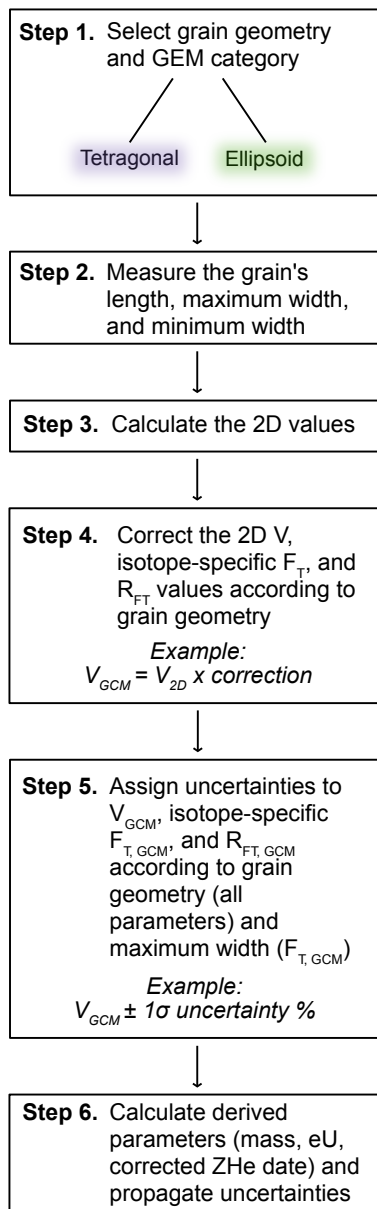 Step 1. Select grain geometry
and GEM category
Tetragonal Ellipsoid
Step 2. Measure the grain's
length, maximum width,
and minimum width
Step 3. Calculate the 2D values
Step 4. Correct the 2D V,
isotope-specific F_T, and
R_FT values according to
grain geometry
Example:
V_GCM = V_2D x correction
Step 5. Assign uncertainties to
V_GCM, isotope-specific
F_T, GCM, and R_FT, GCM
according to grain
geometry (all
parameters) and
maximum width (F_T, GCM)
Example:
V_GCM ± 1σ uncertainty %
Step 6. Calculate derived
parameters (mass, eU,
corrected ZHe date) and
propagate uncertainties